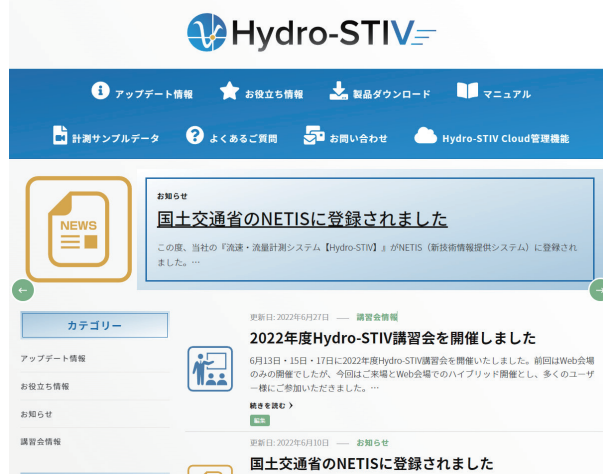 Hydro-STIV
アップデート情報
お役立ち情報
製品ダウンロード
マニュアル
計測サンプルデータ
よくあるご質問
お問い合わせ
Hydro-STIV Cloud管理機能
NEWS
お知らせ
国土交通省のNETISに登録されました
この度、当社の『流速・流量計測システム【Hydro-STIV】』がNETIS（新技術情報提供システム）に登録され
ました。…
カテゴリー
アップデート情報
お役立ち情報
お知らせ
講習会情報
更新日: 2022年6月27日 — 講習会情報
2022年度Hydro-STIV講習会を開催しました
6月13日・15日・17日に2022年度Hydro-STIV講習会を開催いたしました。前回はWeb会場
のみの開催でしたが、今回はご来場とWeb会場でのハイブリッド開催とし、多くのユーザ
ー様にご参加いただきました。…
続きを読む 〉
編集
更新日: 2022年6月10日 — お知らせ
国土交通省のNETISに登録されました